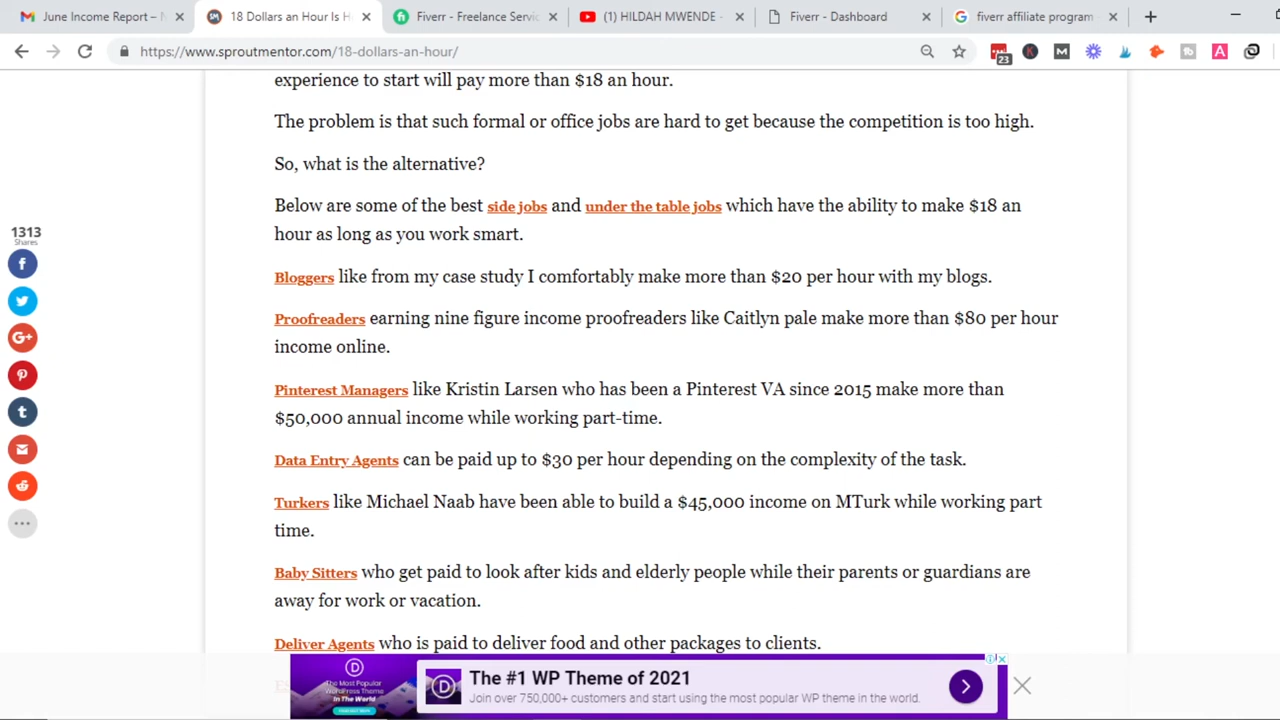 June Income Report –
18 Dollars an Hour Is H
Fiverr - Freelance Servic
(1) HILDAH MWENDE -
Fiverr - Dashboard
fiverr affiliate program
https://www.sproutmentor.com/18-dollars-an-hour/
23
experience to start will pay more than $18 an hour.
The problem is that such formal or office jobs are hard to get because the competition is too high.
So, what is the alternative?
Below are some of the best side jobs and under the table jobs which have the ability to make $18 an
hour as long as you work smart.
1313
Shares
Bloggers like from my case study I comfortably make more than $20 per hour with my blogs.
Proofreaders earning nine figure income proofreaders like Caitlyn pale make more than $80 per hour
income online.
Pinterest Managers like Kristin Larsen who has been a Pinterest VA since 2015 make more than
$50,000 annual income while working part-time.
Data Entry Agents can be paid up to $30 per hour depending on the complexity of the task.
Turkers like Michael Naab have been able to build a $45,000 income on MTurk while working part
time.
Baby Sitters who get paid to look after kids and elderly people while their parents or guardians are
away for work or vacation.
Deliver Agents who is paid to deliver food and other packages to clients.
The Most Popular
WordPress Theme
In The World
The #1 WP Theme of 2021
Join over 750,000+ customers and start using the most popular WP theme in the world.